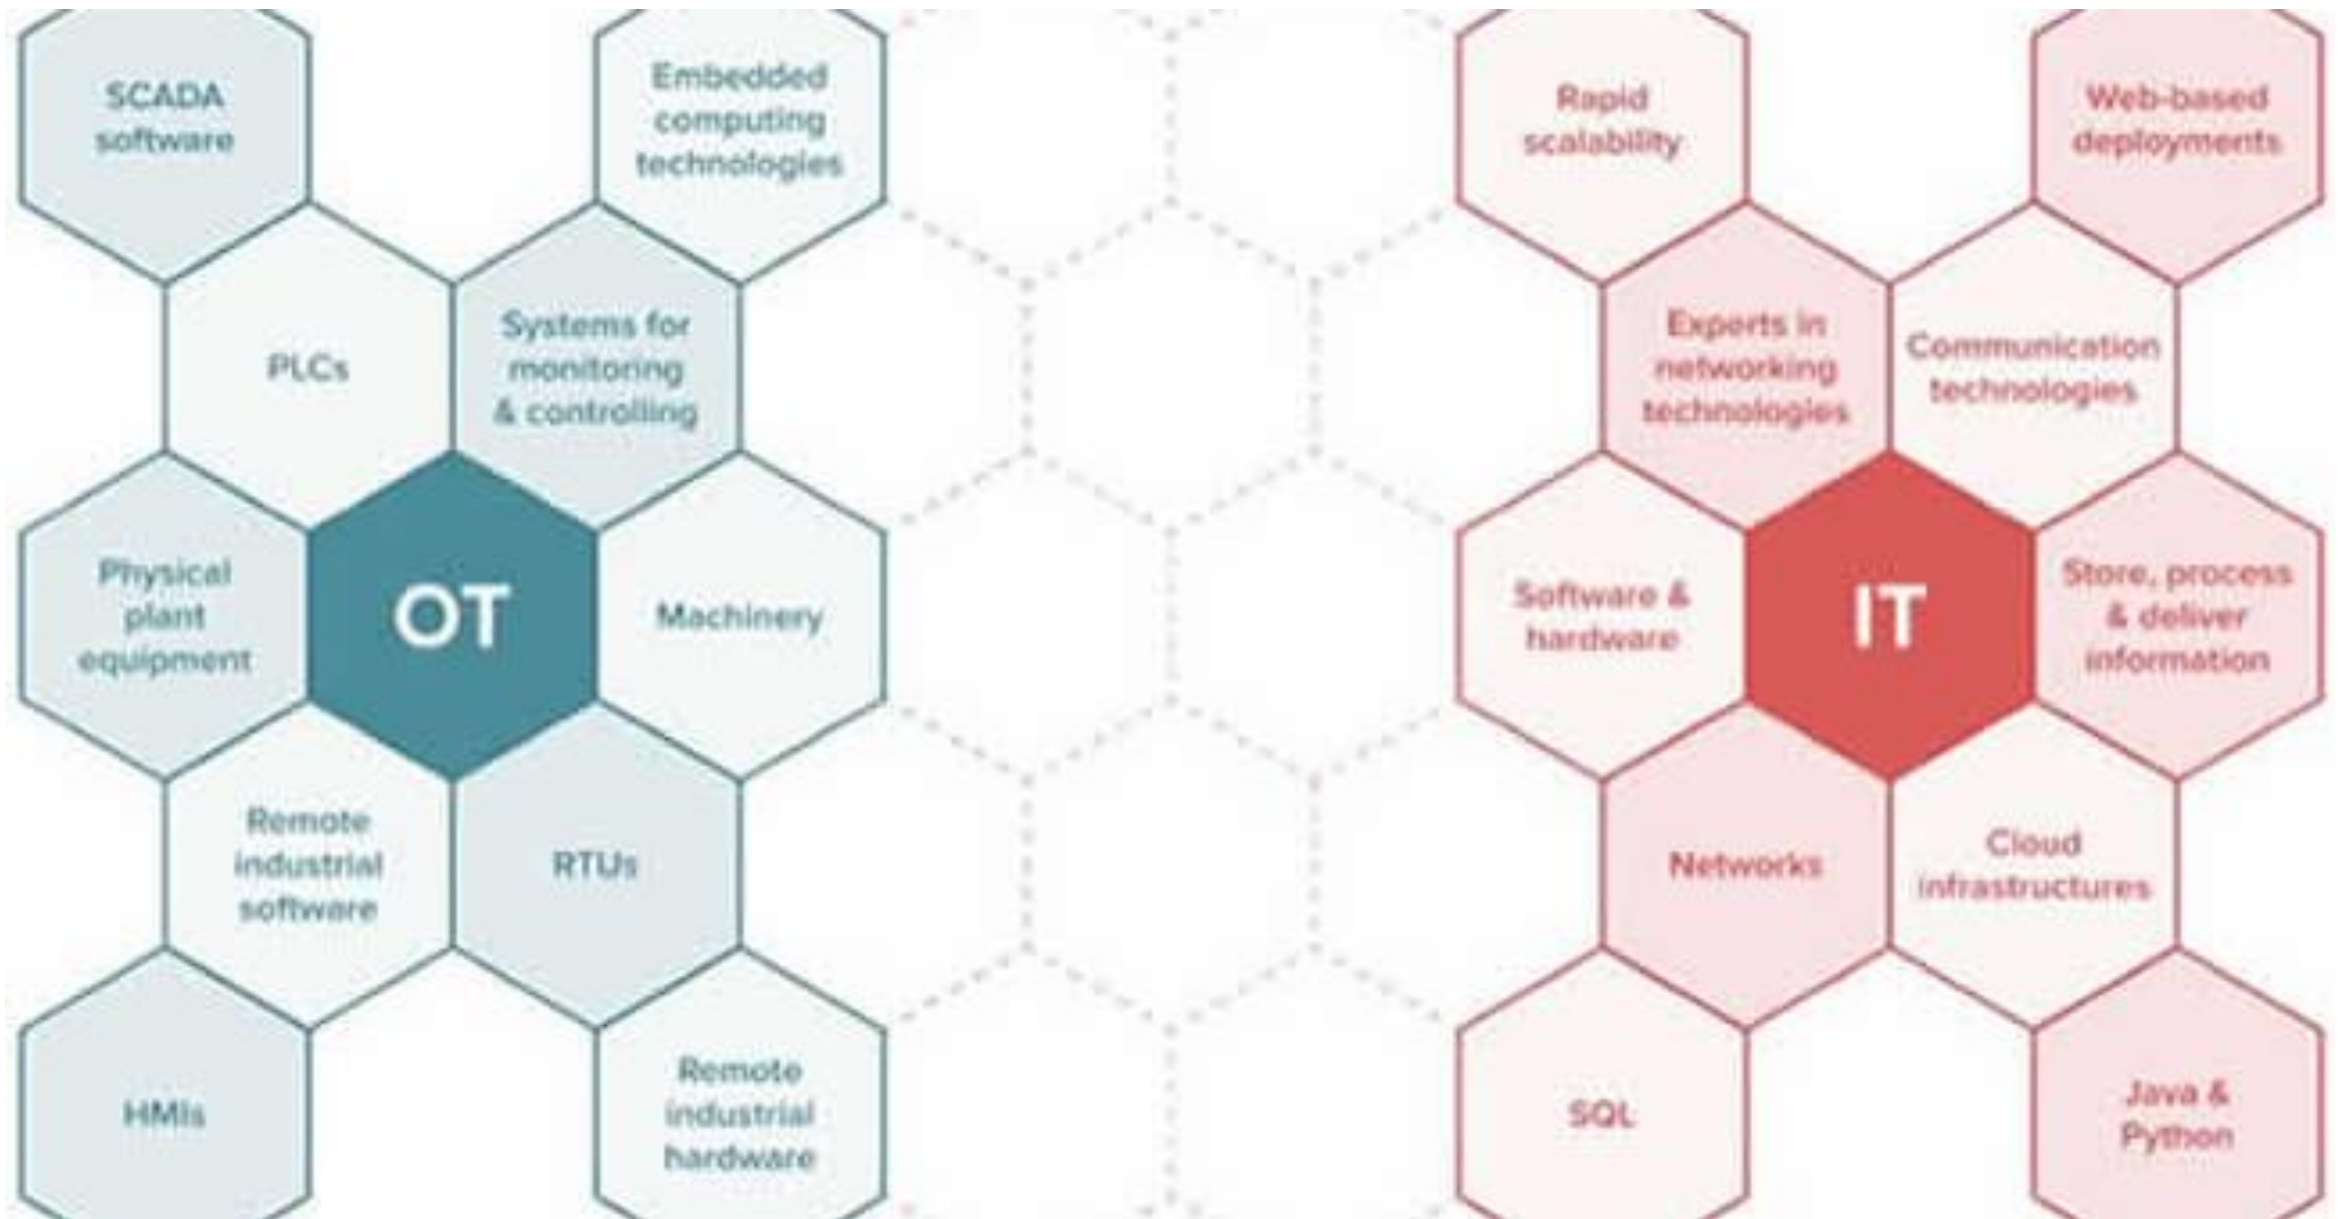 SCADA
software
Embedded
computing
technologies
PLCs
Systems for
monitoring
& controlling
Physical
plant
equipment
OT
Machinery
Remote
industrial
software
RTUs
HMIs
Remote
industrial
hardware
Rapid
scalability
Web-based
deployments
Experts in
networking
technologies
Communication
technologies
Software &
hardware
IT
Store, process
& deliver
information
Networks
Cloud
infrastructures
SQL
Java &
Python